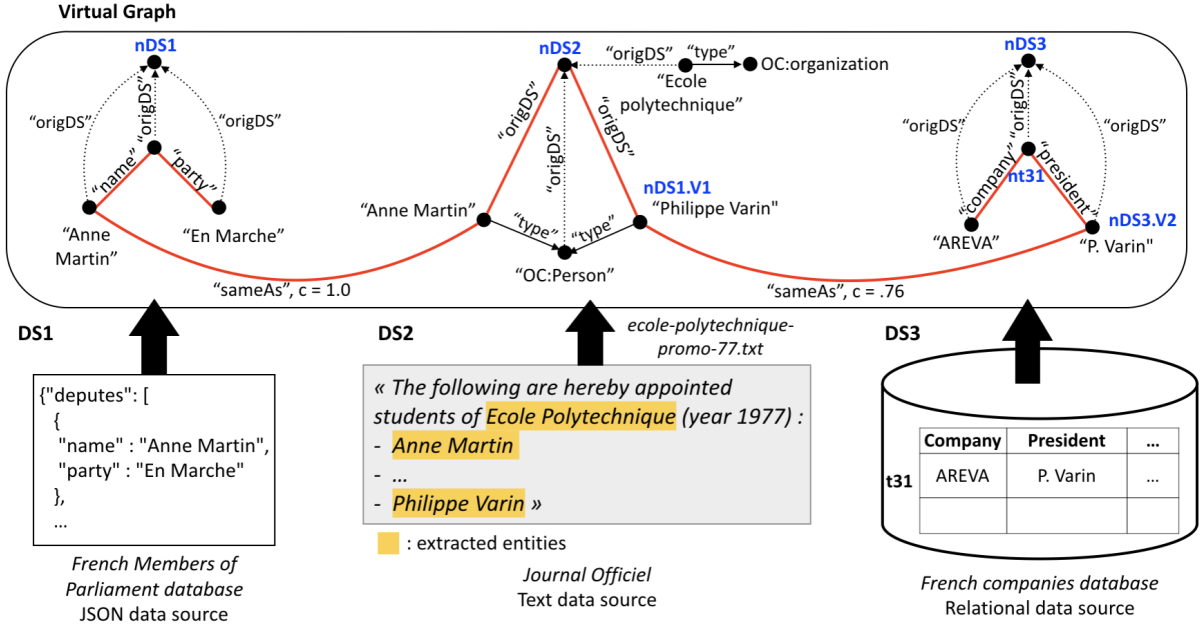 Virtual Graph
nDS1
nDS2
nDS3
"origDS"
"type"
OC:organization
"Ecole
polytechnique"
"origDS"
"origDS"
"origDS"
"name"
"party"
"Anne
Martin"
"En Marche"
"origDS"
"origDS"
"origDS"
nDS1.V1
"Anne Martin"
"Philippe Varin"
"type"
"type"
"OC:Person"
"origDS"
"origDS"
"origDS"
"company"
"president"
nt31
nDS3.V2
"AREVA"
"P. Varin"
"sameAs", c = 1.0
"sameAs", c = .76
DS1
DS2
DS3
ecole-polytechnique-
promo-77.txt
{"deputes": [
{
"name" : "Anne Martin",
"party" : "En Marche"
},
...
French Members of
Parliament database
JSON data source
« The following are hereby appointed
students of Ecole Polytechnique (year 1977) :
- Anne Martin
- ...
- Philippe Varin »
: extracted entities
Journal Officiel
Text data source
t31
Company President ...
AREVA P. Varin ...
French companies database
Relational data source